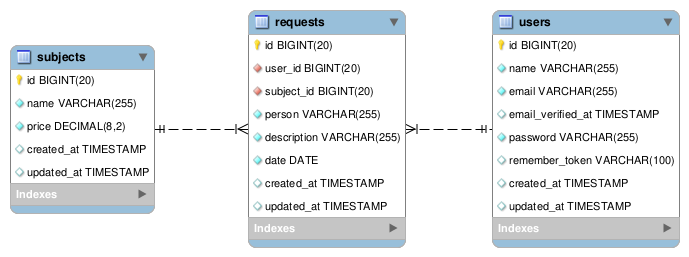 subjects
id BIGINT(20)
name VARCHAR(255)
price DECIMAL(8,2)
created_at TIMESTAMP
updated_at TIMESTAMP
Indexes
requests
id BIGINT(20)
user_id BIGINT(20)
subject_id BIGINT(20)
person VARCHAR(255)
description VARCHAR(255)
date DATE
created_at TIMESTAMP
updated_at TIMESTAMP
Indexes
users
id BIGINT(20)
name VARCHAR(255)
email VARCHAR(255)
email_verified_at TIMESTAMP
password VARCHAR(255)
remember_token VARCHAR(100)
created_at TIMESTAMP
updated_at TIMESTAMP
Indexes